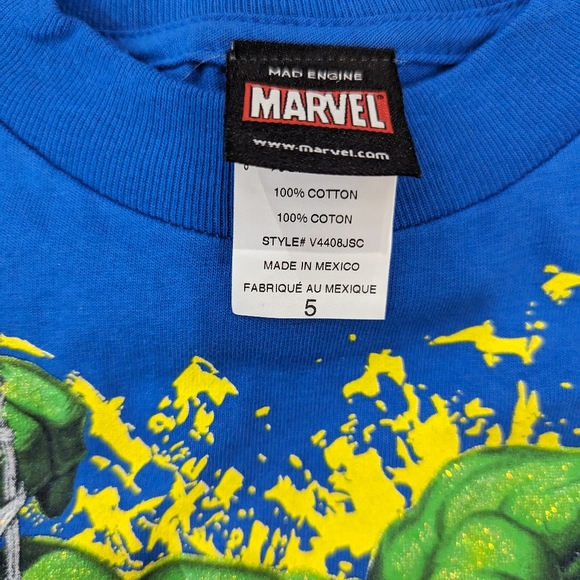 MAD ENGINE
MARVEL
www.marvel.com
100% COTTON
100% COTON
STYLE# V4408JSC
MADE IN MEXICO
FABRIQUÉ AU MEXIQUE
5